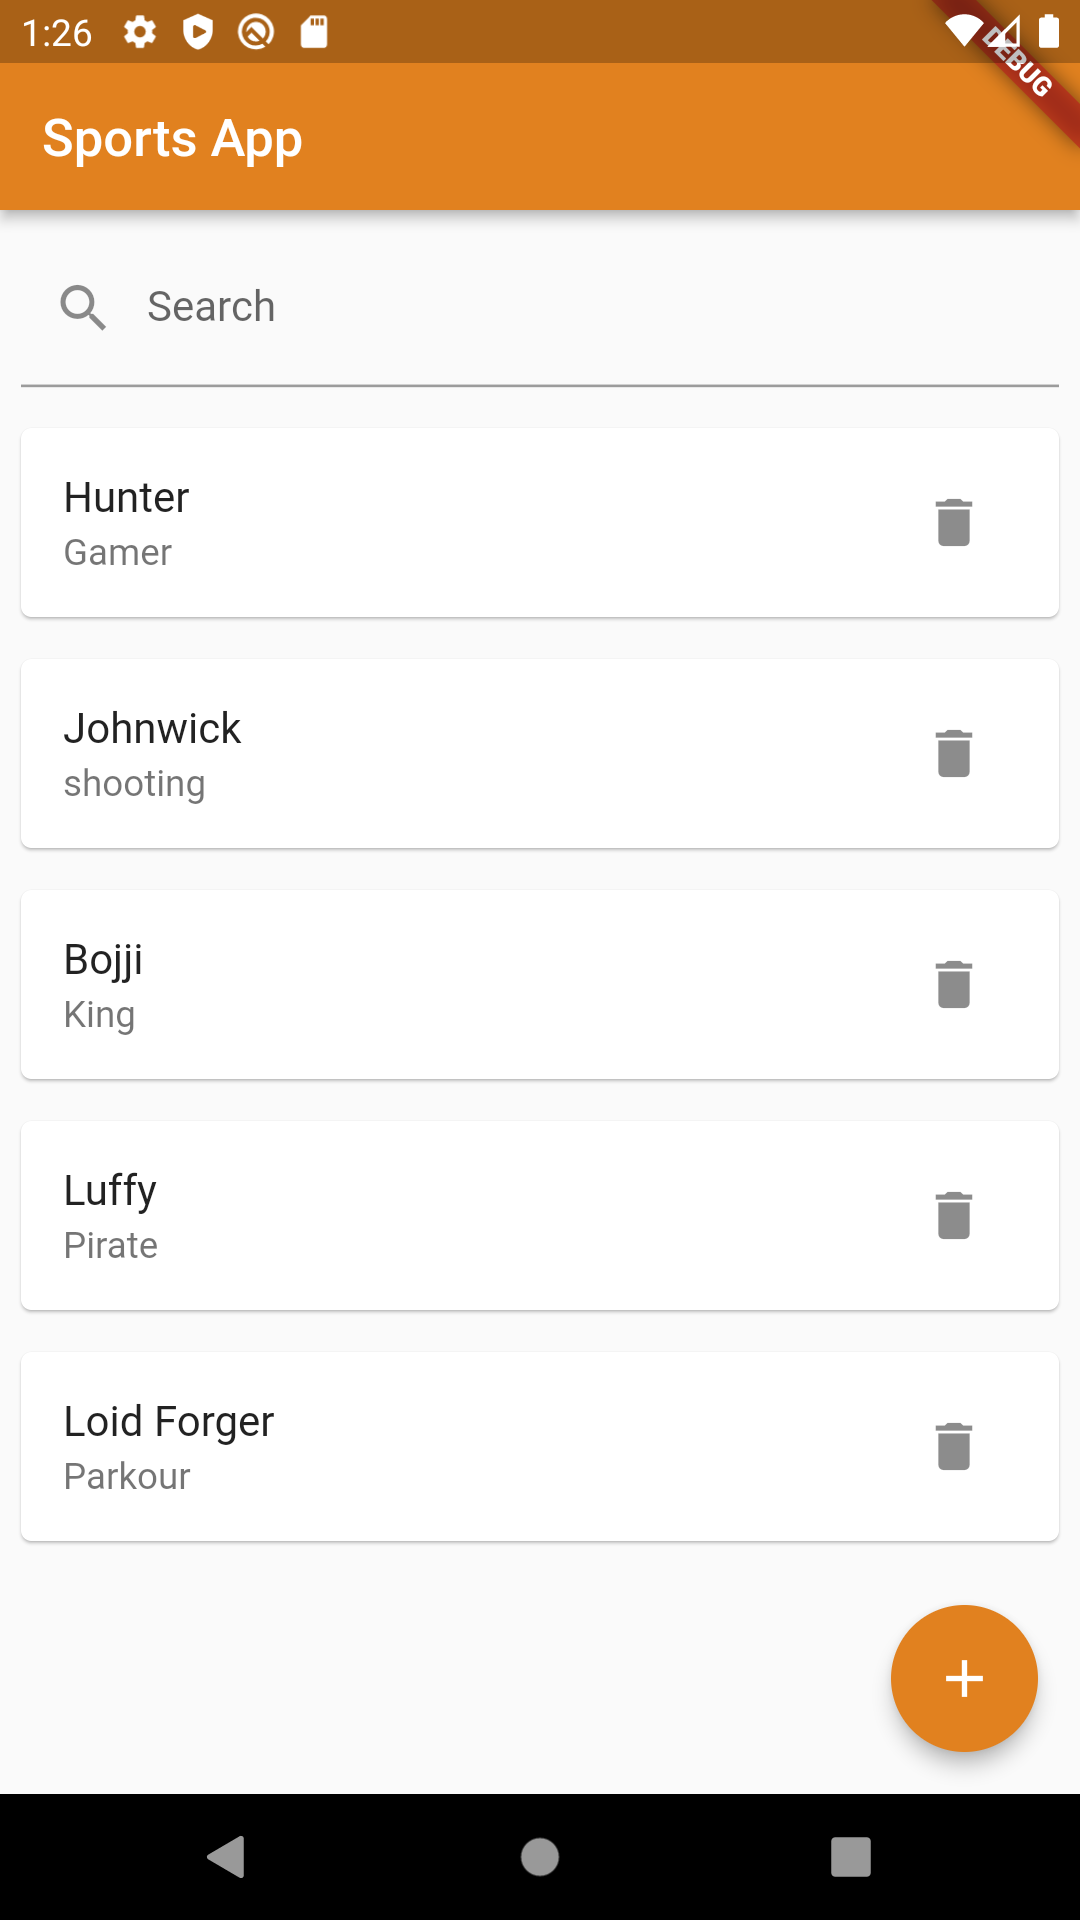 1:26
DEBUG
Sports App
Search
Hunter
Gamer
Johnwick
shooting
Bojji
King
Luffy
Pirate
Loid Forger
Parkour